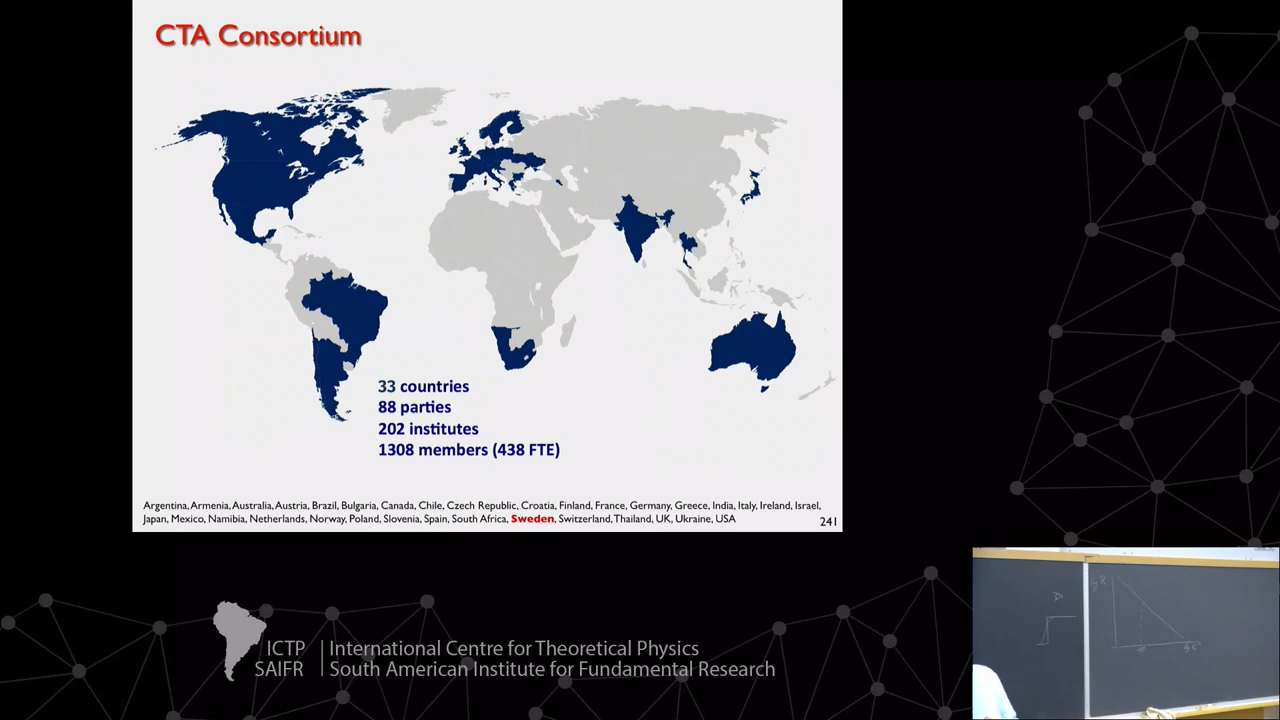 CTA Consortium
33 countries
88 parties
202 institutes
1308 members (438 FTE)
Argentina, Armenia, Australia, Austria, Brazil, Bulgaria, Canada, Chile, Czech Republic, Croatia, Finland, France, Germany, Greece, India, Italy, Ireland, Israel,
Japan, Mexico, Namibia, Netherlands, Norway, Poland, Slovenia, Spain, South Africa, Sweden, Switzerland, Thailand, UK, Ukraine, USA
241
ICTP International Centre for Theoretical Physics
SAIFR South American Institute for Fundamental Research